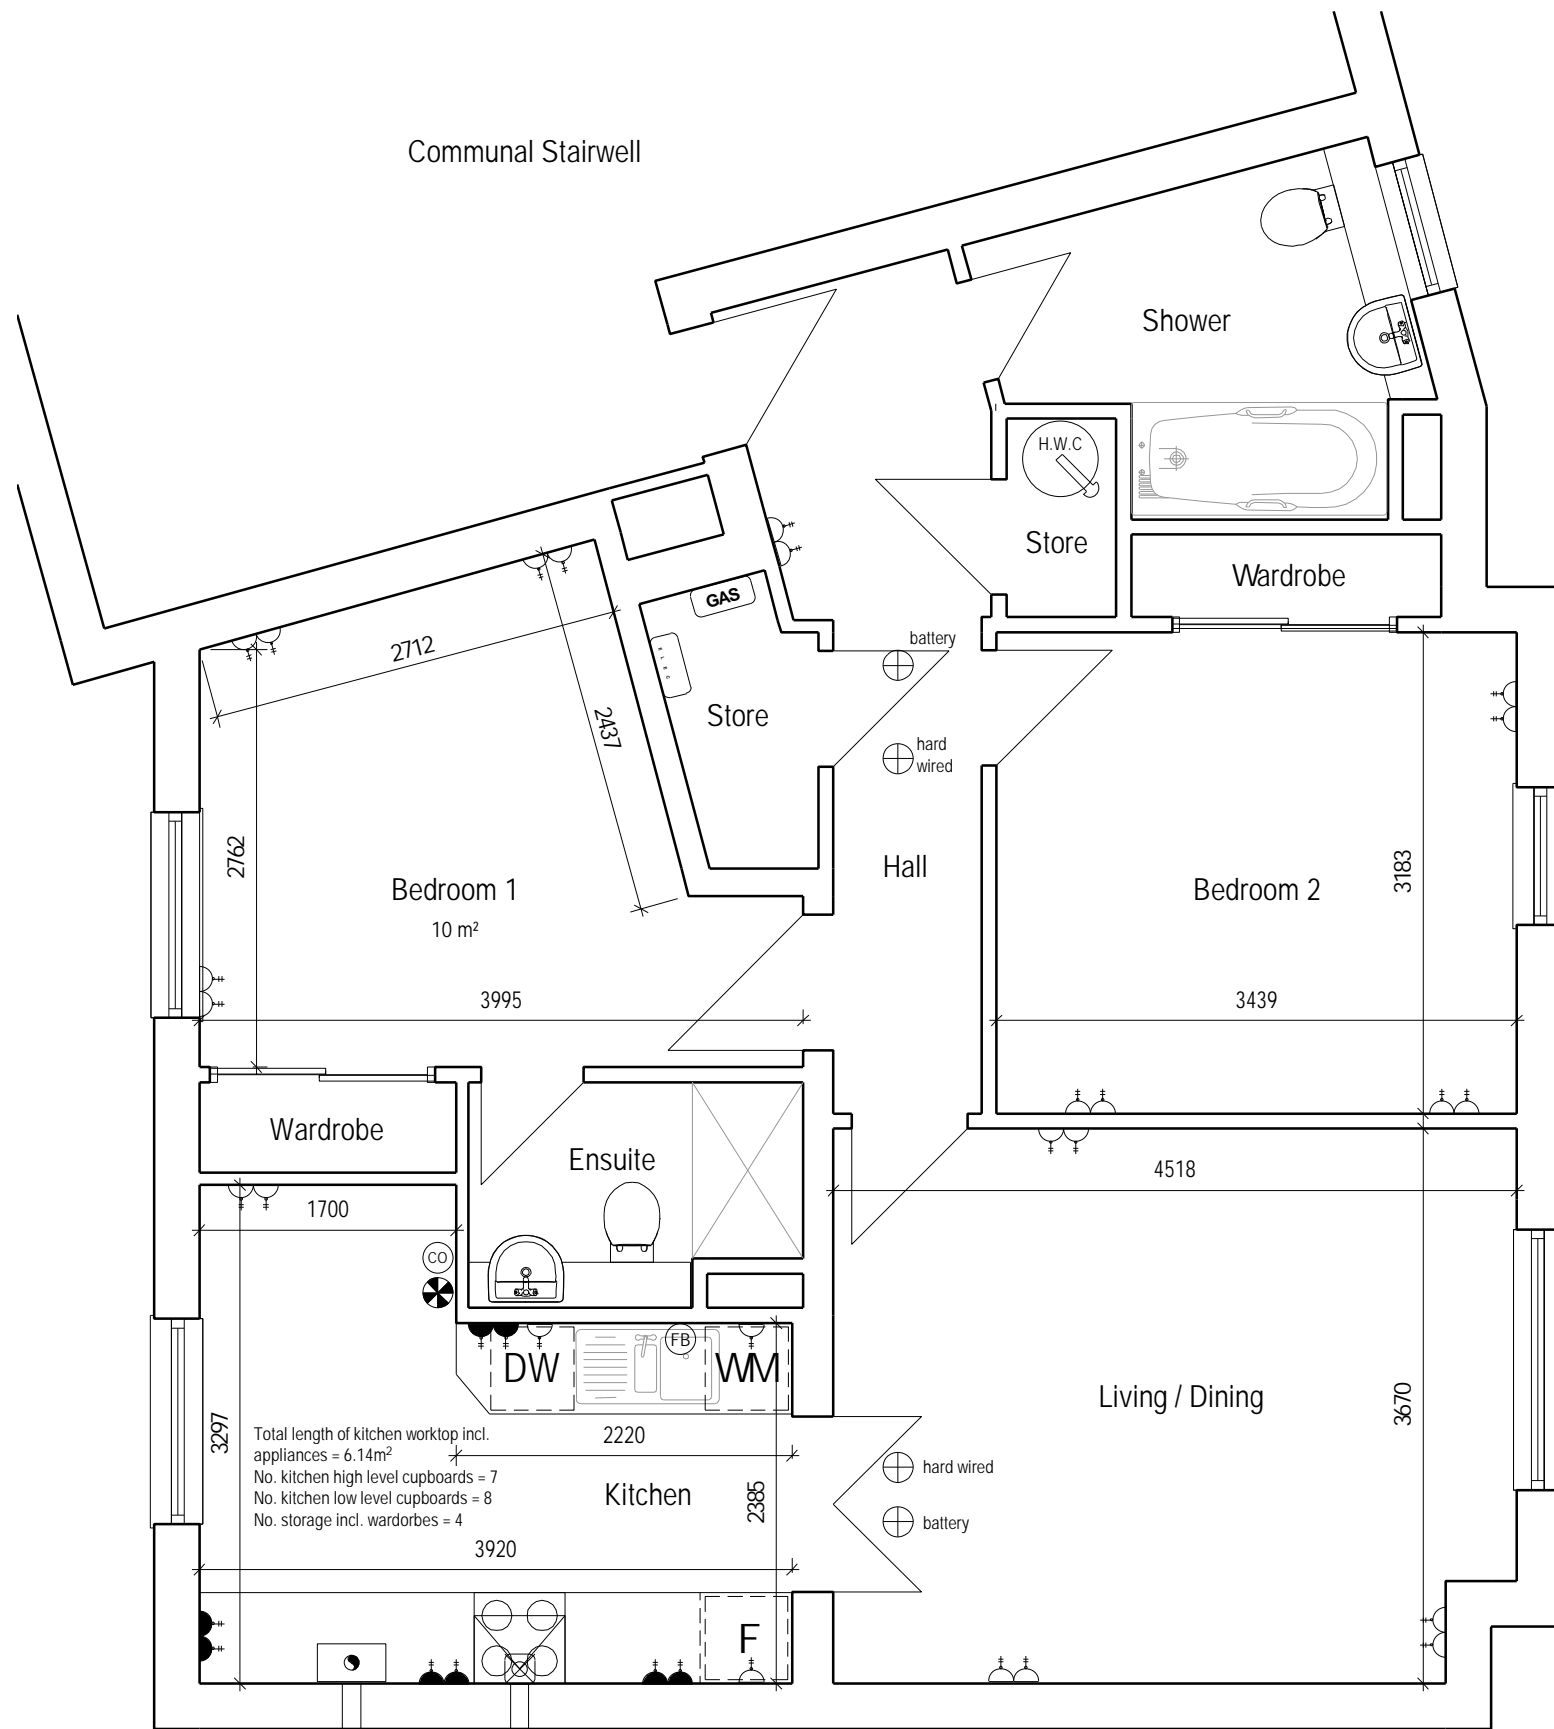 Communal Stairwell
Shower
H.W.C
Store
Wardrobe
GAS
ELEC
battery
2712
Store
2437
hard
wired
2762
Hall
3183
Bedroom 1
10 m²
Bedroom 2
3995
3439
Wardrobe
Ensuite
4518
1700
CO
FB
DW
WM
Living / Dining
3670
3297
Total length of kitchen worktop incl.
appliances = 6.14m²
No. kitchen high level cupboards = 7
No. kitchen low level cupboards = 8
No. storage incl. wardorbes = 4
2220
Kitchen
2385
hard wired
battery
3920
F